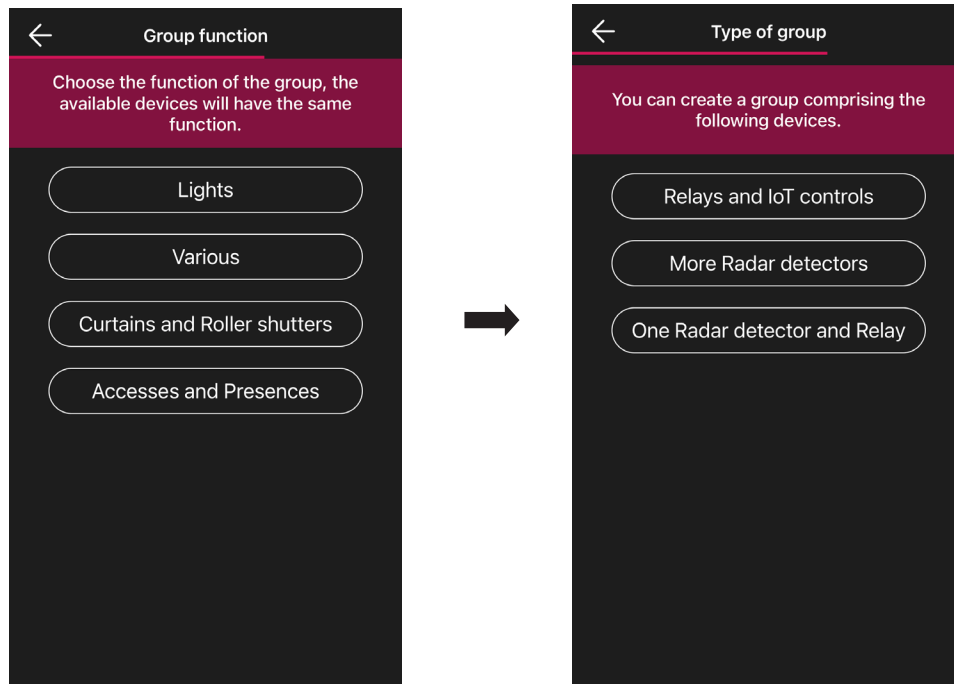 Group function
Choose the function of the group, the
available devices will have the same
function.
Lights
Various
Curtains and Roller shutters
Accesses and Presences
Type of group
You can create a group comprising the
following devices.
Relays and IoT controls
More Radar detectors
One Radar detector and Relay